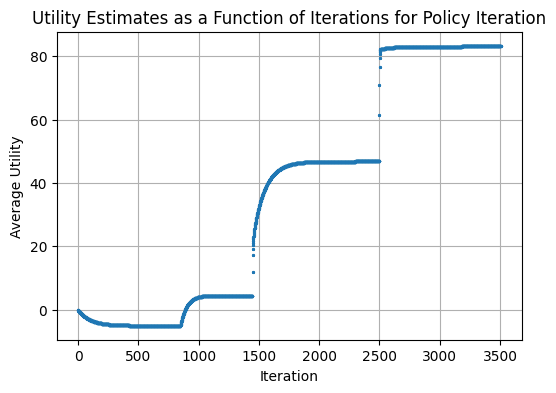 Utility Estimates as a Function of Iterations for Policy Iteration
80
60
40
20
0
Average Utility
0 500 1000 1500 2000 2500 3000 3500
Iteration